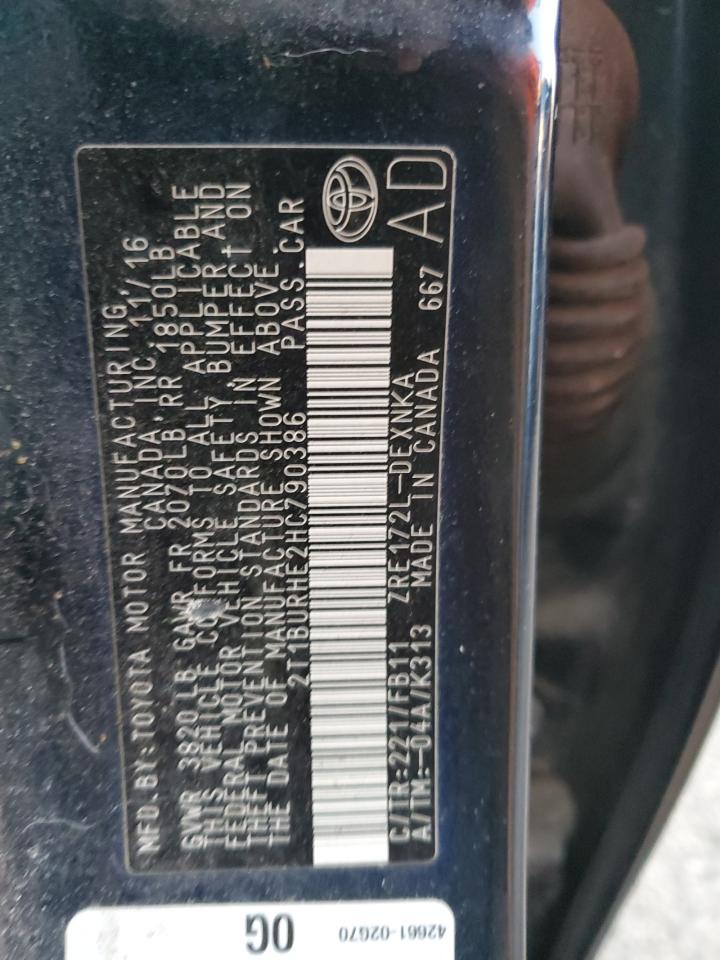 MFD. BY: TOYOTA MOTOR MANUFACTURING,
CANADA, INC. 11/16
GVWR 3820LB GAWR FR 2070LB, RR 1850LB
THIS VEHICLE CONFORMS TO ALL APPLICABLE
FEDERAL MOTOR VEHICLE SAFETY, BUMPER AND
THEFT PREVENTION STANDARDS IN EFFECT ON
THE DATE OF MANUFACTURE SHOWN ABOVE.
2T1BURHE2HC790386 PASS. CAR
C/TR:221/FB11 ZRE172L-DEXNKA
A/TM:-04A/K313 MADE IN CANADA 667
AD
0G
42661-02G70